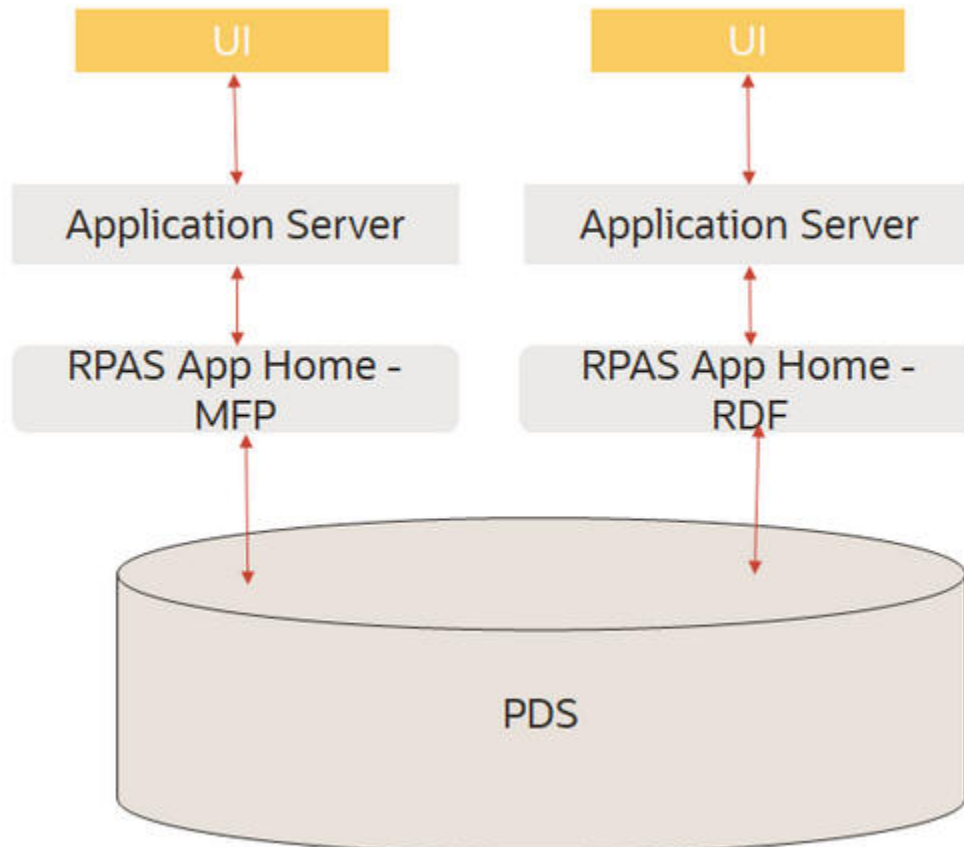 UI
UI
Application Server
Application Server
RPAS App Home -
MFP
RPAS App Home -
RDF
PDS